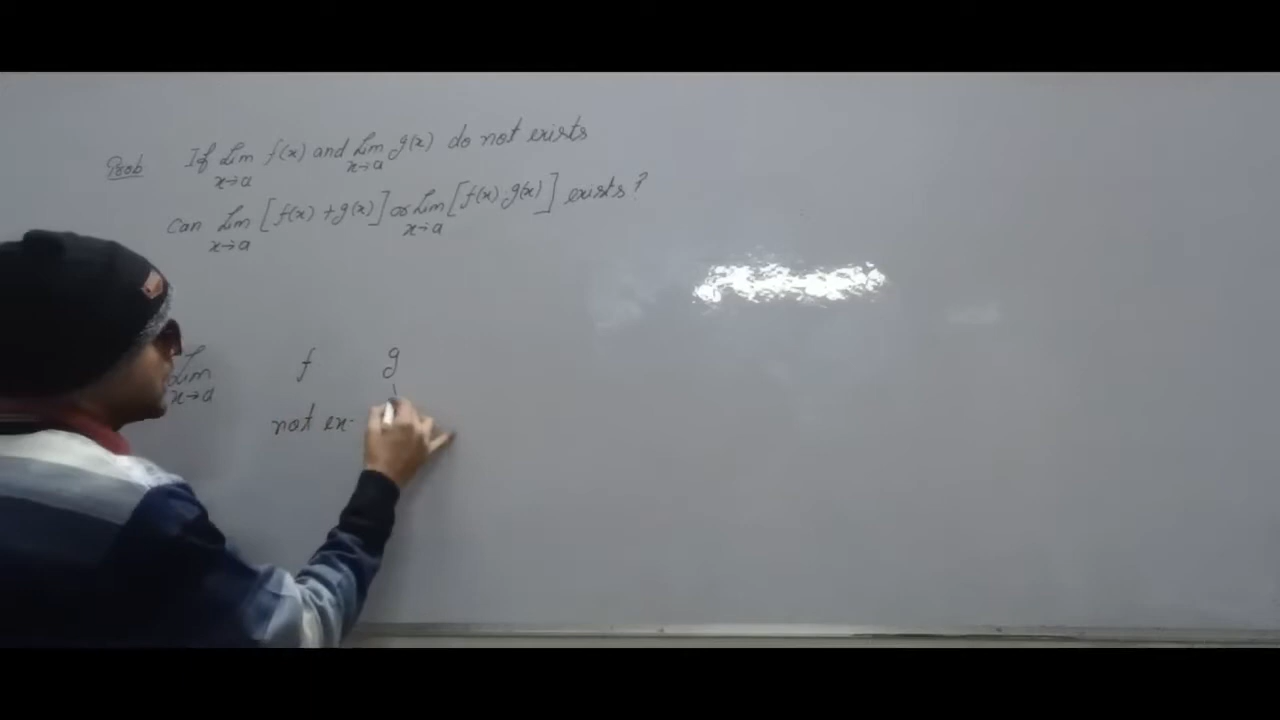 Prob If Lim x→a f(x) and Lim x→a g(x) do not exists
can Lim x→a [f(x) + g(x)] or Lim x→a [f(x) . g(x)] exists?
Lim x→a f g
not ex.